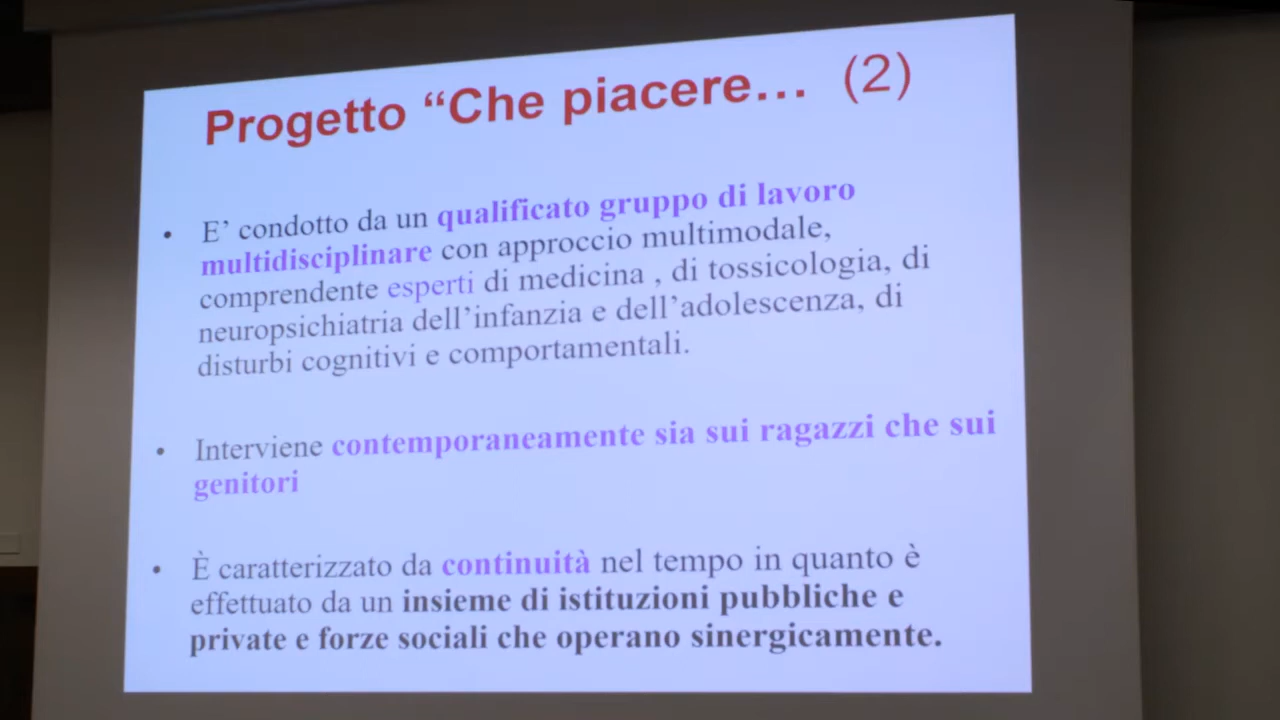 Progetto “Che piacere… (2)
• E’ condotto da un qualificato gruppo di lavoro
multidisciplinare con approccio multimodale,
comprendente esperti di medicina , di tossicologia, di
neuropsichiatria dell’infanzia e dell’adolescenza, di
disturbi cognitivi e comportamentali.
• Interviene contemporaneamente sia sui ragazzi che sui
genitori
• È caratterizzato da continuità nel tempo in quanto è
effettuato da un insieme di istituzioni pubbliche e
private e forze sociali che operano sinergicamente.